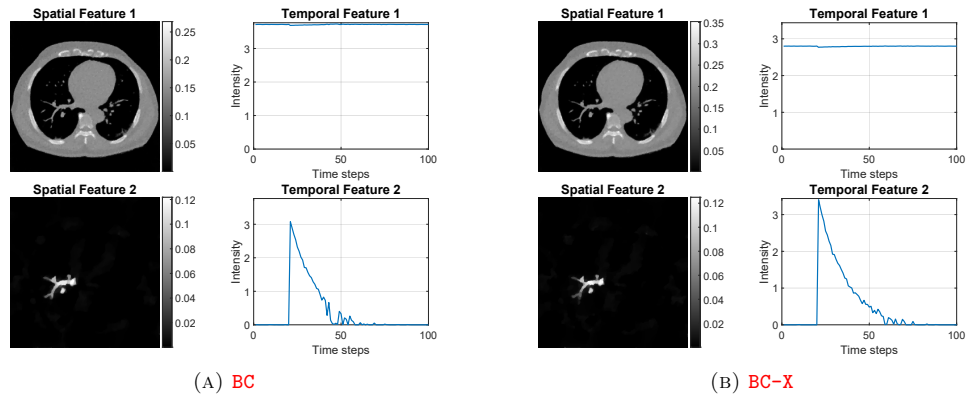 Spatial Feature 1
0.25
0.2
0.15
0.1
0.05
Temporal Feature 1
Intensity
3
2
1
0
0
50
100
Time steps
Spatial Feature 1
0.35
0.3
0.25
0.2
0.15
0.1
0.05
Temporal Feature 1
Intensity
3
2
1
0
0
50
100
Time steps
Spatial Feature 2
0.12
0.1
0.08
0.06
0.04
0.02
Temporal Feature 2
Intensity
3
2
1
0
0
50
100
Time steps
Spatial Feature 2
0.12
0.1
0.08
0.06
0.04
0.02
Temporal Feature 2
Intensity
3
2
1
0
0
50
100
Time steps
(A) BC
(B) BC-X